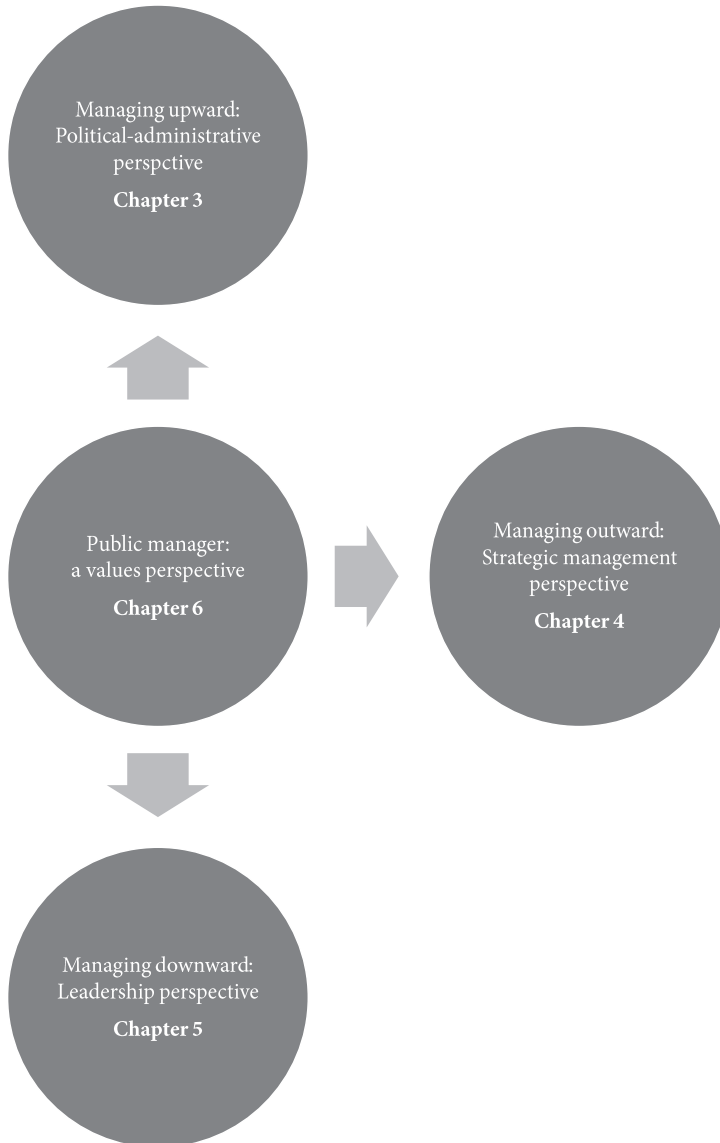 Managing upward:
Political-administrative
perspctive
Chapter 3
Public manager:
a values perspective
Chapter 6
Managing outward:
Strategic management
perspective
Chapter 4
Managing downward:
Leadership perspective
Chapter 5